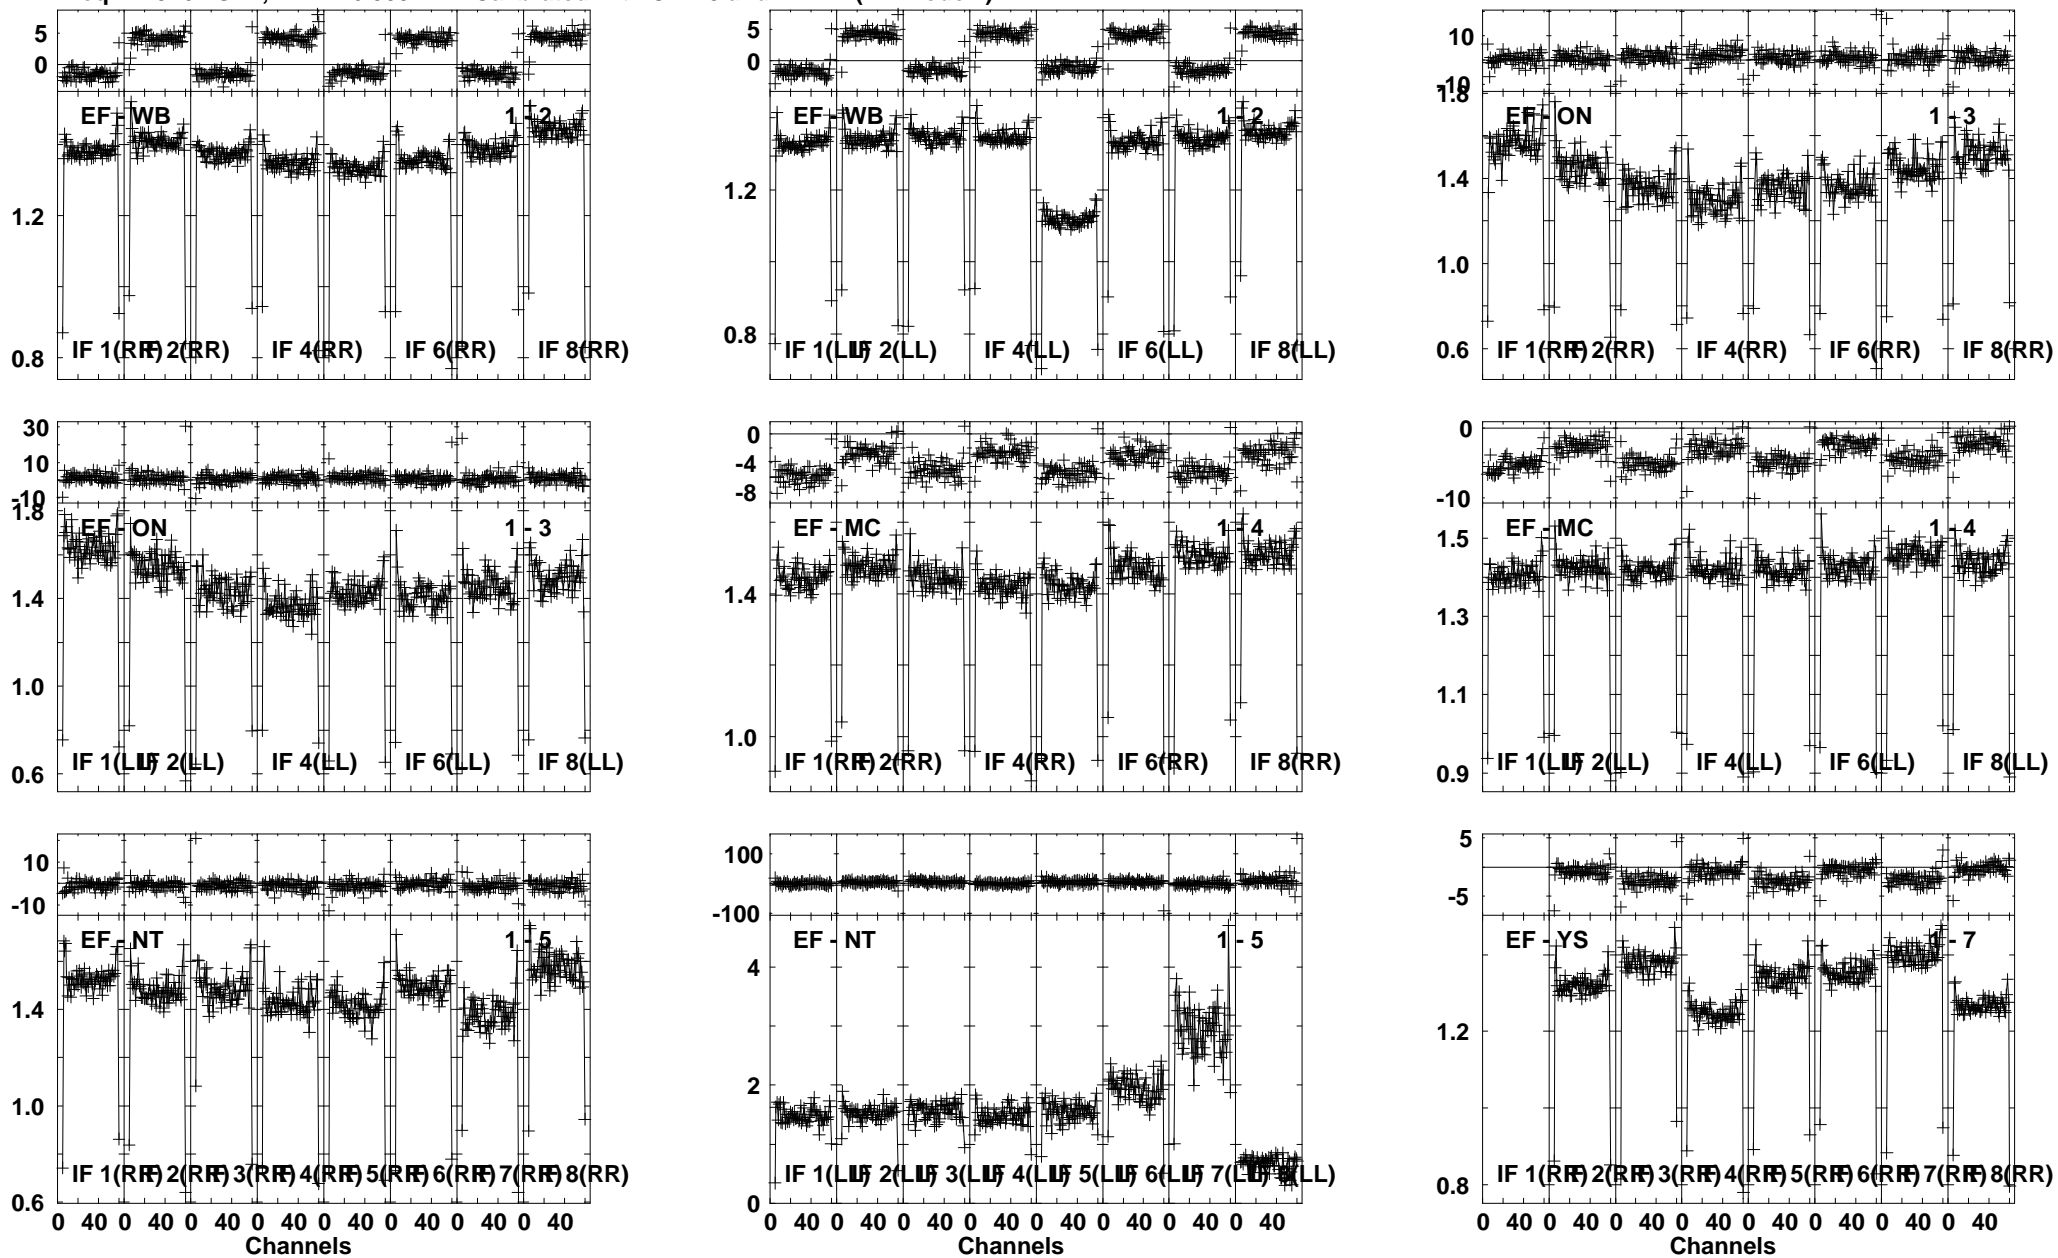 5
0
EF - WB
1 - 2
1.2
0.8
IF 1(RR)
IF 2(RR)
IF 4(RR)
IF 6(RR)
IF 8(RR)
5
0
EF - WB
1 - 2
1.2
0.8
IF 1(LL)
IF 2(LL)
IF 4(LL)
IF 6(LL)
IF 8(LL)
10
-10
1.8
EF - ON
1 - 3
1.4
1.0
0.6
IF 1(RR)
IF 2(RR)
IF 4(RR)
IF 6(RR)
IF 8(RR)
30
10
-10
1.8
EF - ON
1 - 3
1.4
1.0
0.6
IF 1(LL)
IF 2(LL)
IF 4(LL)
IF 6(LL)
IF 8(LL)
0
-4
-8
EF - MC
1 - 4
1.4
1.0
IF 1(RR)
IF 2(RR)
IF 4(RR)
IF 6(RR)
IF 8(RR)
0
-10
EF - MC
1 - 4
1.5
1.3
1.1
0.9
IF 1(LL)
IF 2(LL)
IF 4(LL)
IF 6(LL)
IF 8(LL)
10
-10
EF - NT
1 - 5
1.4
1.0
0.6
IF 1(RR)
IF 2(RR)
IF 3(RR)
IF 4(RR)
IF 5(RR)
IF 6(RR)
IF 7(RR)
IF 8(RR)
0 40 0 40 0 40 0 40 0 40 0 40 0 40 0 40
Channels
100
-100
EF - NT
1 - 5
4
2
0
IF 1(LL)
IF 2(LL)
IF 3(LL)
IF 4(LL)
IF 5(LL)
IF 6(LL)
IF 7(LL)
IF 8(LL)
0 40 0 40 0 40 0 40 0 40 0 40 0 40 0 40
Channels
5
-5
EF - YS
1 - 7
1.2
0.8
IF 1(RR)
IF 2(RR)
IF 3(RR)
IF 4(RR)
IF 5(RR)
IF 6(RR)
IF 7(RR)
IF 8(RR)
0 40 0 40 0 40 0 40 0 40 0 40 0 40 0 40
Channels